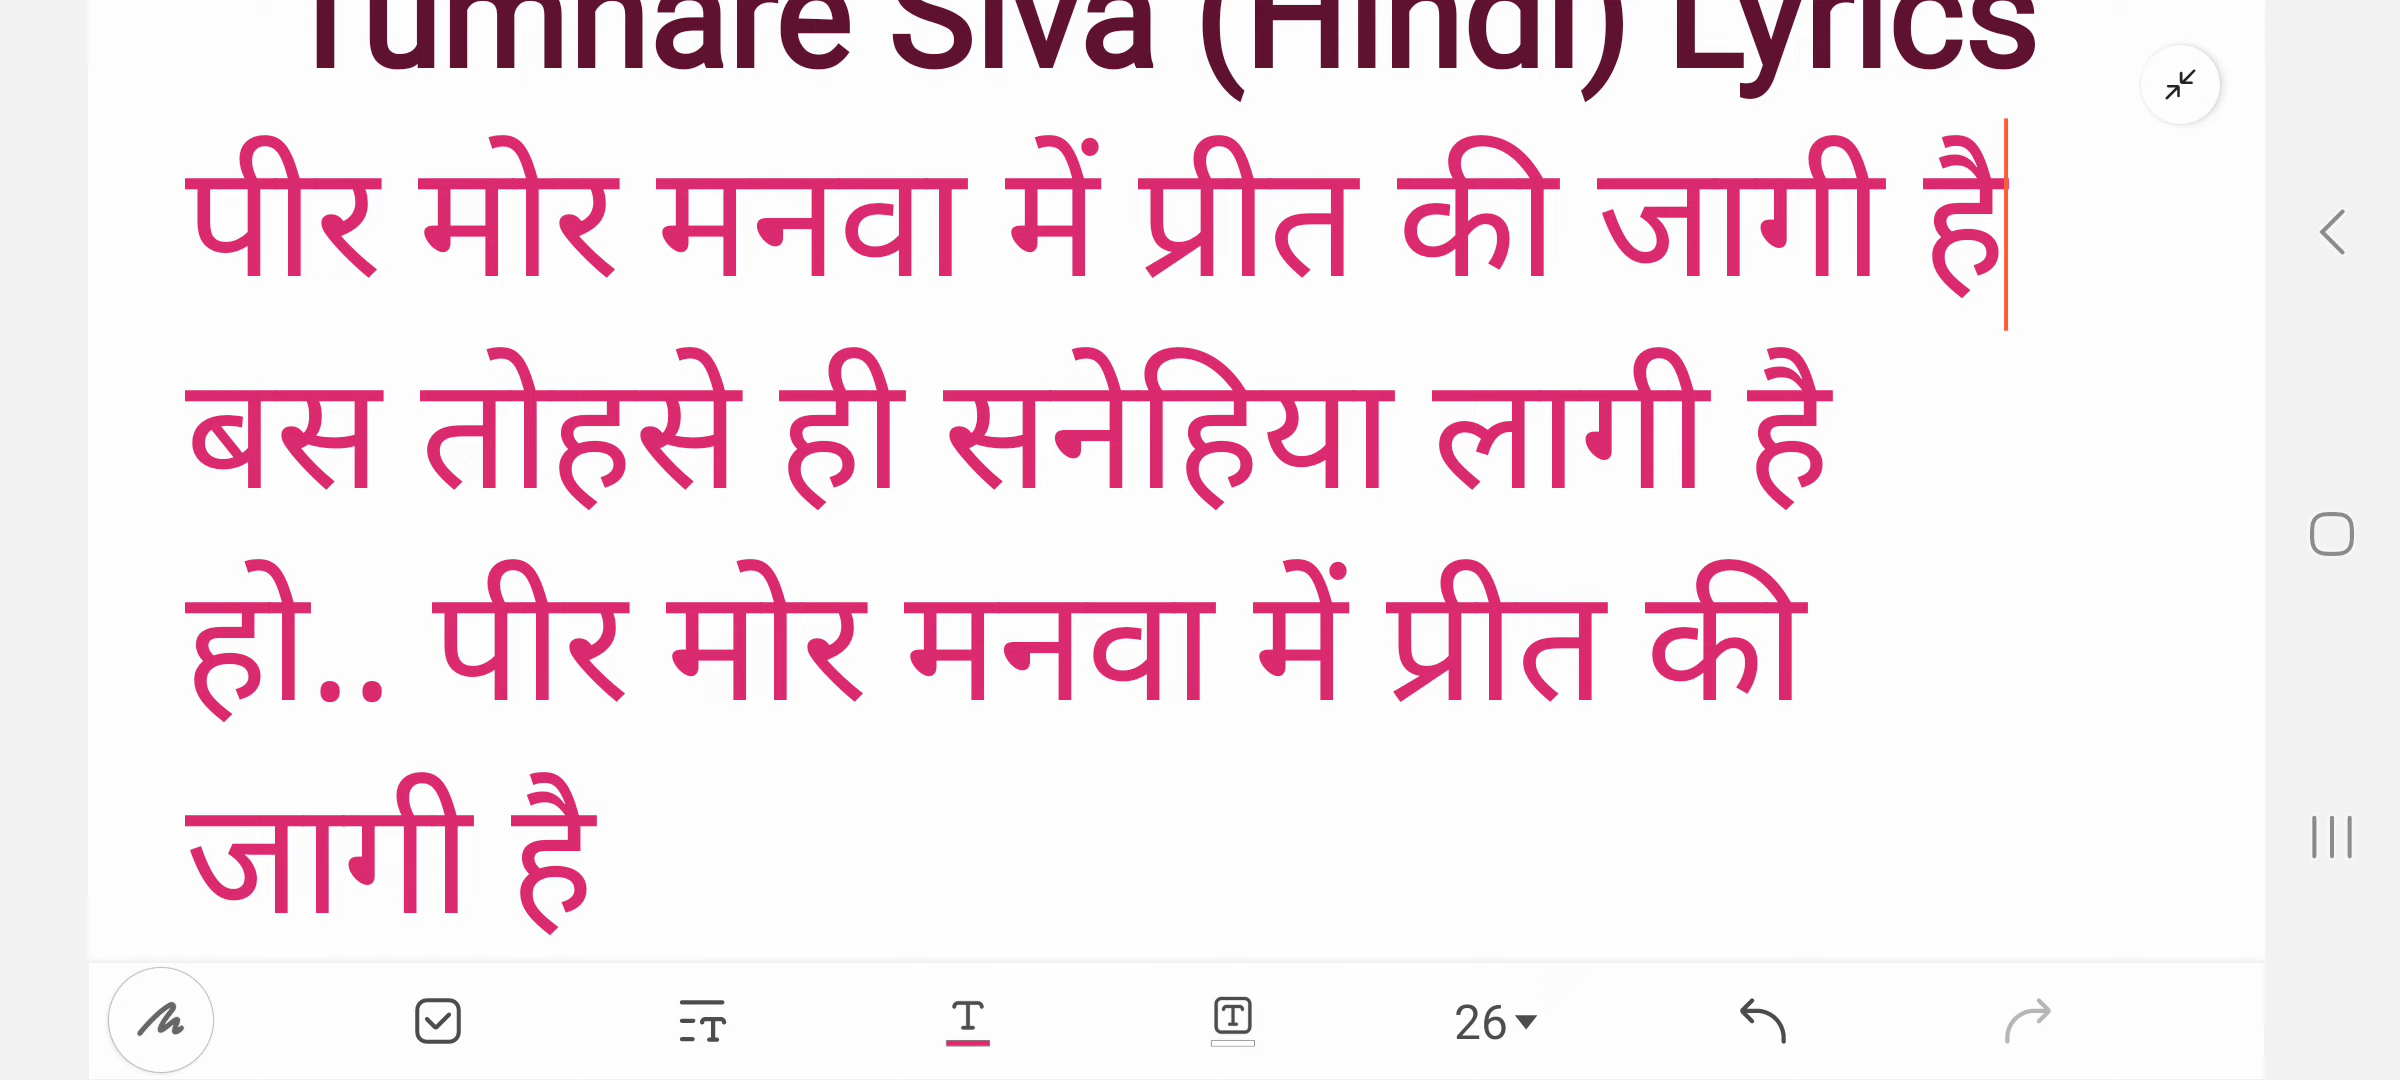 Tumhare Siva (Hindi) Lyrics
पीर मोर मनवा में प्रीत की जागी है
बस तोहसे ही सनेहिया लागी है
हो.. पीर मोर मनवा में प्रीत की
जागी है
26